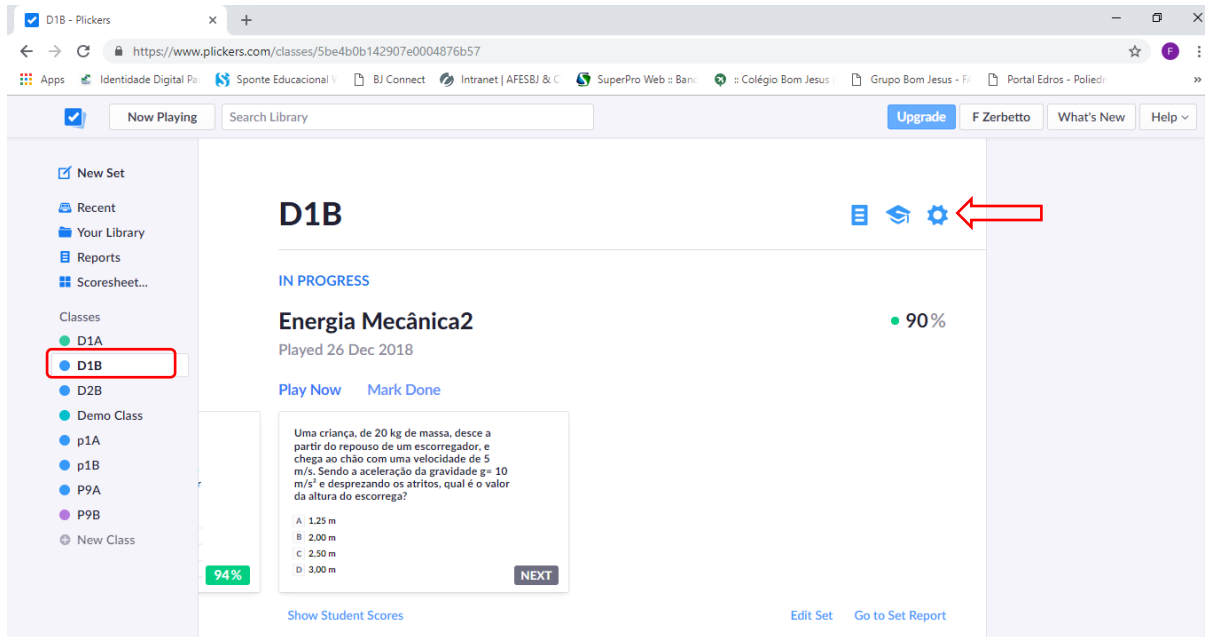 D1B - Plickers
https://www.plickers.com/classes/5be4b0b142907e0004876b57
F
Apps
Identidade Digital Pa
Sponte Educacional V
BJ Connect
Intranet | AFESBJ & C
SuperPro Web :: Banc
:: Colégio Bom Jesus
Grupo Bom Jesus - F
Portal Edros - Poliedr
»
Now Playing
Search Library
Upgrade
F Zerbetto
What's New
Help
New Set
Recent
Your Library
Reports
Scoresheet...
Classes
D1A
D1B
D2B
Demo Class
p1A
p1B
P9A
P9B
New Class
D1B
IN PROGRESS
Energia Mecânica2
90%
Played 26 Dec 2018
Play Now
Mark Done
r
94%
Uma criança, de 20 kg de massa, desce a
partir do repouso de um escorregador, e
chega ao chão com uma velocidade de 5
m/s. Sendo a aceleração da gravidade g= 10
m/s² e desprezando os atritos, qual é o valor
da altura do escorrega?
A 1,25 m
B 2,00 m
C 2,50 m
D 3,00 m
NEXT
Show Student Scores
Edit Set
Go to Set Report